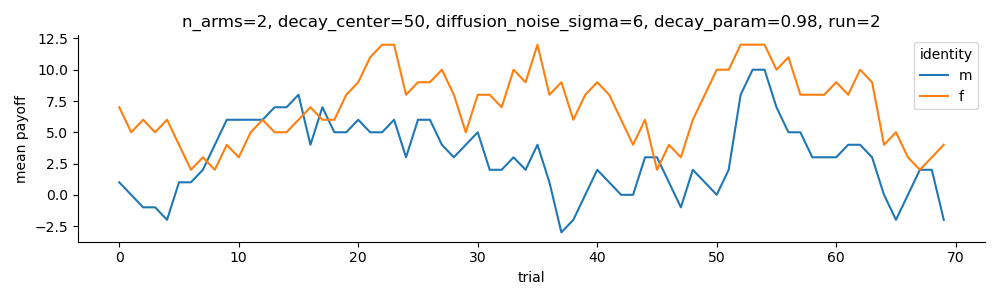 n_arms=2, decay_center=50, diffusion_noise_sigma=6, decay_param=0.98, run=2
12.5
10.0
7.5
5.0
2.5
0.0
−2.5
mean payoff
identity
m
f
0 10 20 30 40 50 60 70
trial